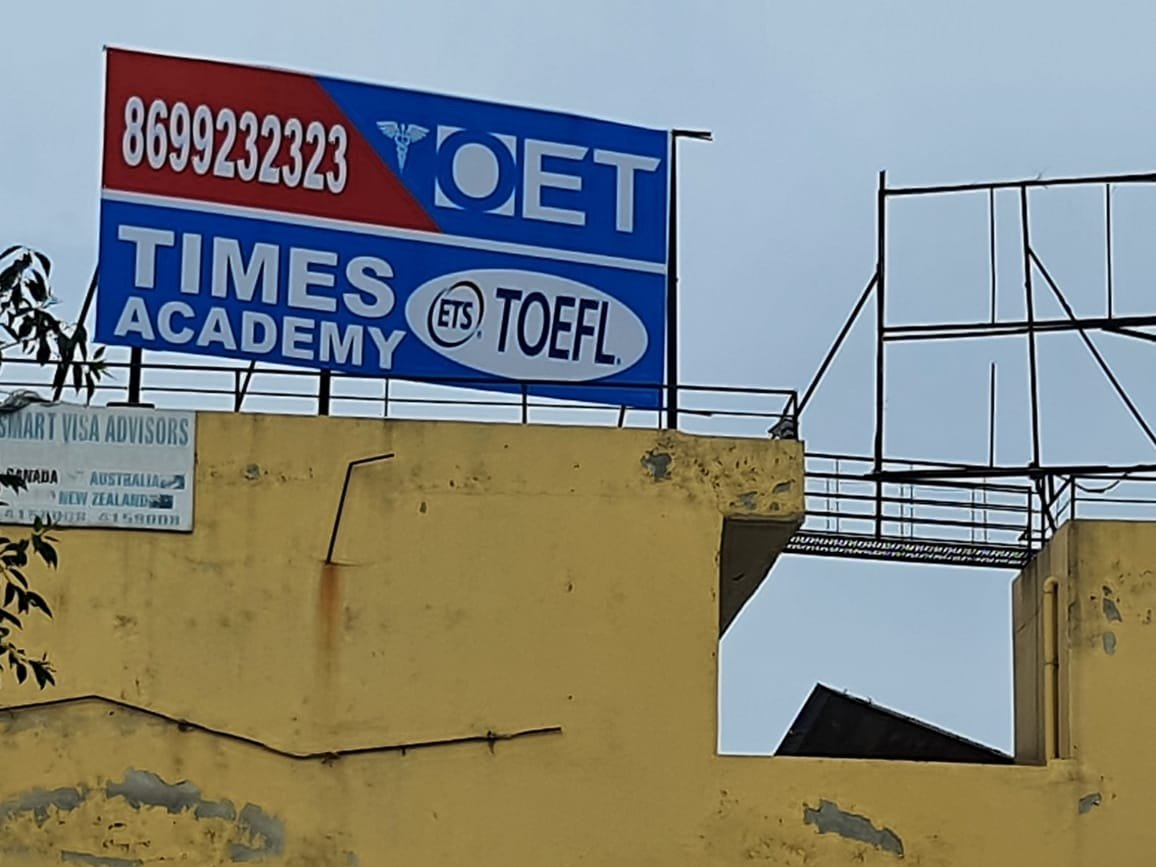 8699232323
OET
TIMES
ACADEMY
ETS TOEFL
SMART VISA ADVISORS
CANADA AUSTRALIA
NEW ZEALAND